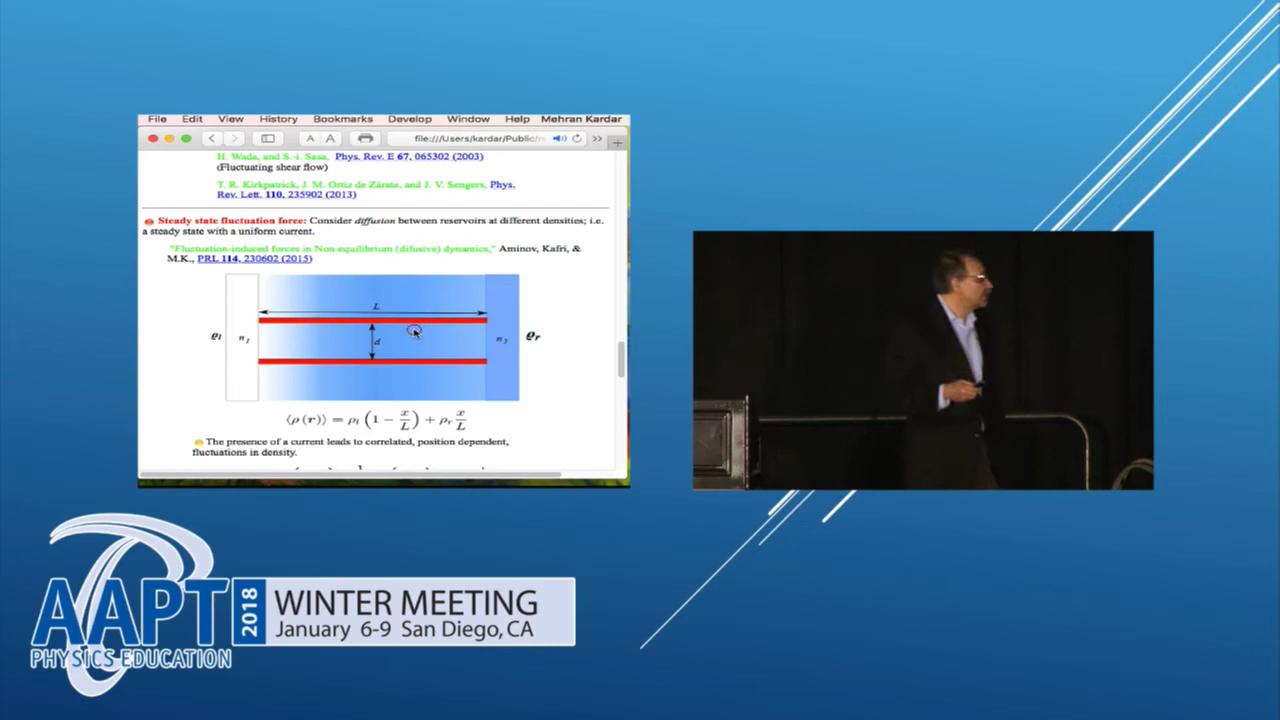 File Edit View History Bookmarks Develop Window Help Mehran Kardar
A A file:///Users/kardar/Public/re >> +
H. Wada, and S.-i. Sasa, Phys. Rev. E 67, 065302 (2003)
(Fluctuating shear flow)
T. R. Kirkpatrick, J. M. Ortiz de Zárate, and J. V. Sengers, Phys.
Rev. Lett. 110, 235902 (2013)
Steady state fluctuation force: Consider diffusion between reservoirs at different densities; i.e.
a steady state with a uniform current.
"Fluctuation-induced forces in Non-equilibrium (difusive) dynamics," Aminov, Kafri, &
M.K., PRL 114, 230602 (2015)
L
ϱl n1 d n2 ϱr
⟨ρ(r)⟩ = ρl (1 − x/L) + ρr x/L
The presence of a current leads to correlated, position dependent,
fluctuations in density.
AAPT
PHYSICS EDUCATION
2018
WINTER MEETING
January 6-9 San Diego, CA